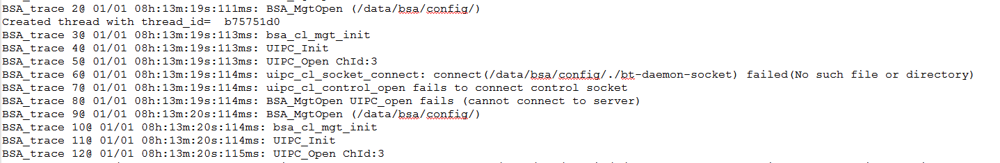 BSA_trace 2@ 01/01 08h:13m:19s:111ms: BSA_MgtOpen (/data/bsa/config/)
Created thread with thread_id=  b75751d0
BSA_trace 3@ 01/01 08h:13m:19s:113ms: bsa_cl_mgt_init
BSA_trace 4@ 01/01 08h:13m:19s:113ms: UIPC_Init
BSA_trace 5@ 01/01 08h:13m:19s:113ms: UIPC_Open ChId:3
BSA_trace 6@ 01/01 08h:13m:19s:114ms: uipc_cl_socket_connect: connect(/data/bsa/config/./bt-daemon-socket) failed(No such file or directory)
BSA_trace 7@ 01/01 08h:13m:19s:114ms: uipc_cl_control_open fails to connect control socket
BSA_trace 8@ 01/01 08h:13m:19s:114ms: BSA_MgtOpen UIPC_open fails (cannot connect to server)
BSA_trace 9@ 01/01 08h:13m:20s:114ms: BSA_MgtOpen (/data/bsa/config/)
BSA_trace 10@ 01/01 08h:13m:20s:114ms: bsa_cl_mgt_init
BSA_trace 11@ 01/01 08h:13m:20s:114ms: UIPC_Init
BSA_trace 12@ 01/01 08h:13m:20s:115ms: UIPC_Open ChId:3